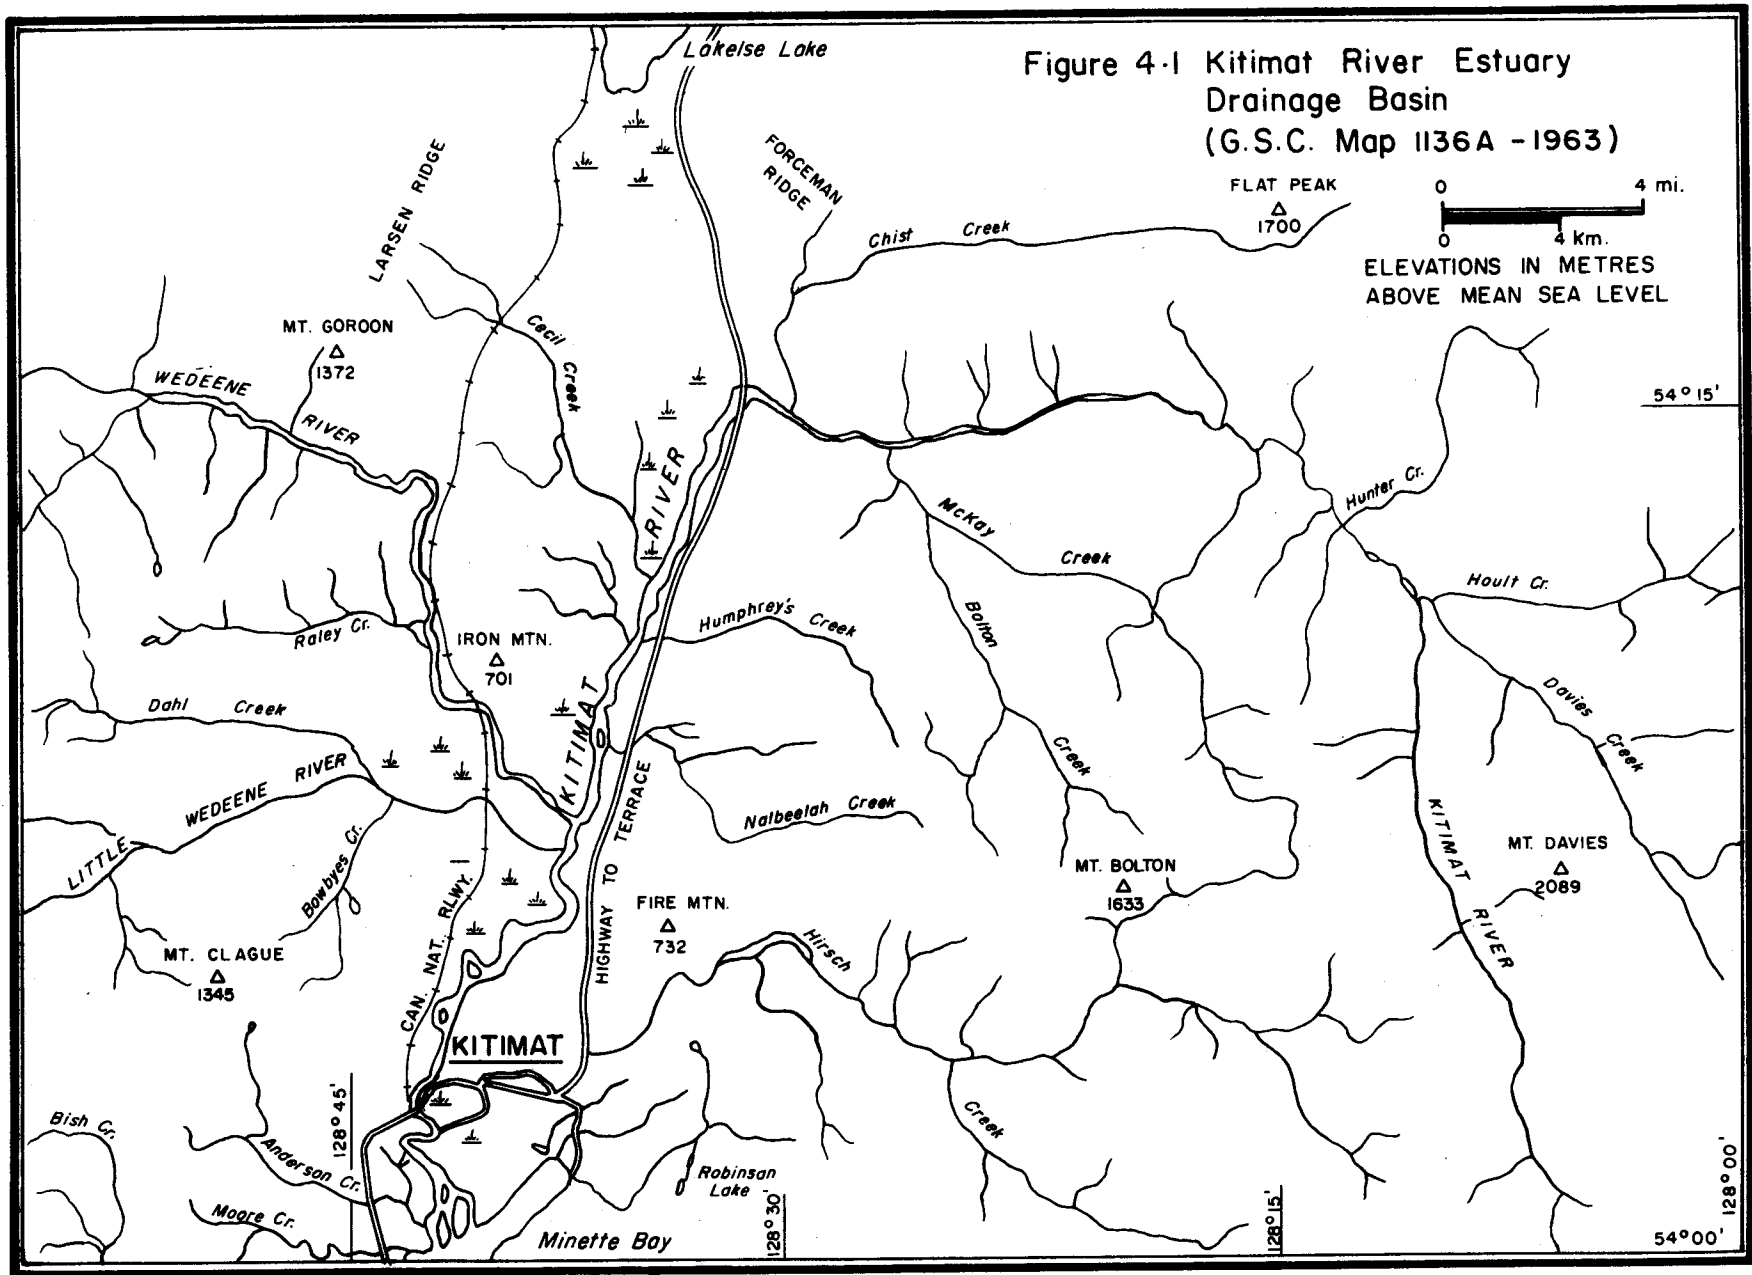 Lakelse Lake
Figure 4·1 Kitimat River Estuary
Drainage Basin
(G.S.C. Map 1136A - 1963)
FORCEMAN
RIDGE
LARSEN RIDGE
FLAT PEAK
1700
0 4 mi.
0 4 km.
ELEVATIONS IN METRES
ABOVE MEAN SEA LEVEL
Chist Creek
MT. GOROON
1372
Cecil Creek
WEDEENE RIVER
54° 15'
KITIMAT RIVER
Hunter Cr.
McKay Creek
Hoult Cr.
Raley Cr.
IRON MTN.
701
Humphrey's Creek
Bolton Creek
Dahl Creek
Davies Creek
LITTLE WEDEENE RIVER
HIGHWAY TO TERRACE
Nalbeelah Creek
KITIMAT RIVER
MT. DAVIES
2089
Bowbyes Cr.
MT. BOLTON
1633
CAN. NAT. RLWY.
FIRE MTN.
732
MT. CLAGUE
1345
Hirsch Creek
KITIMAT
Bish Cr.
128° 45'
Anderson Cr.
Robinson
Lake
Moore Cr.
Minette Bay
128° 30'
128° 15'
128° 00'
54° 00'